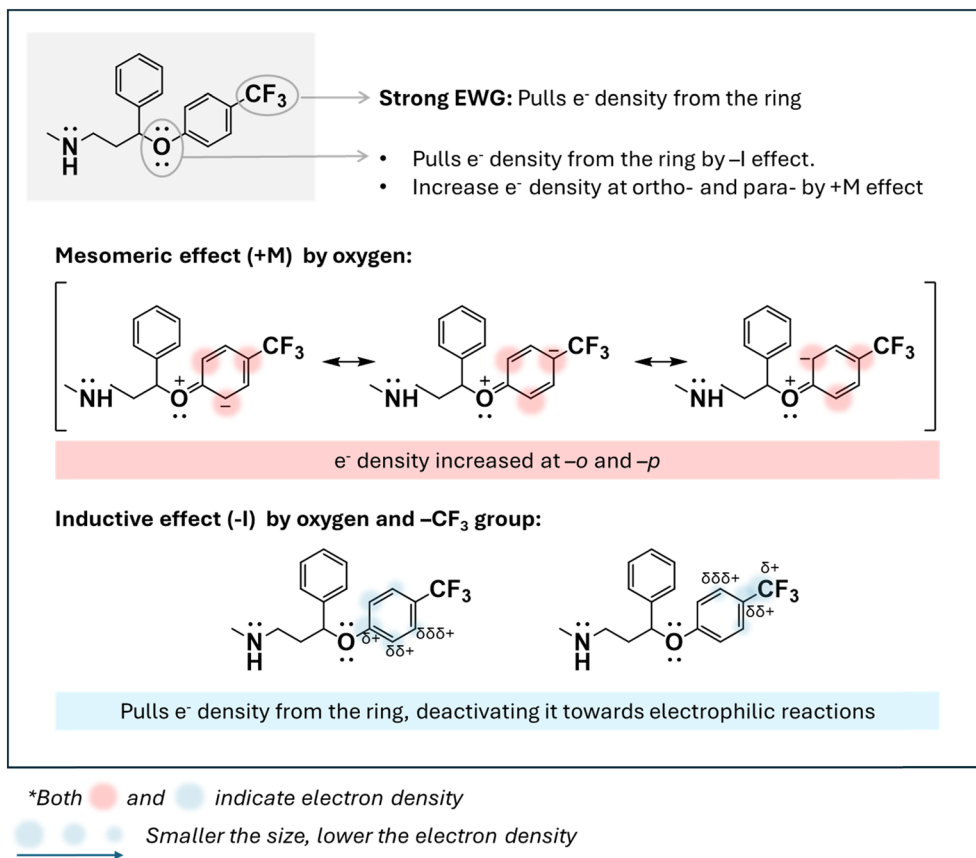 CF₃
N
H
O
Strong EWG: Pulls e⁻ density from the ring
• Pulls e⁻ density from the ring by –I effect.
• Increase e⁻ density at ortho- and para- by +M effect
Mesomeric effect (+M) by oxygen:
CF₃ CF₃ CF₃
NH + O – NH + O – NH + O –
e⁻ density increased at –o and –p
Inductive effect (-I) by oxygen and –CF₃ group:
CF₃ δ+ δδ+ δδδ+ N H O
δδδ+ δ+ CF₃ δδ+ N H O
Pulls e⁻ density from the ring, deactivating it towards electrophilic reactions
*Both and indicate electron density
Smaller the size, lower the electron density